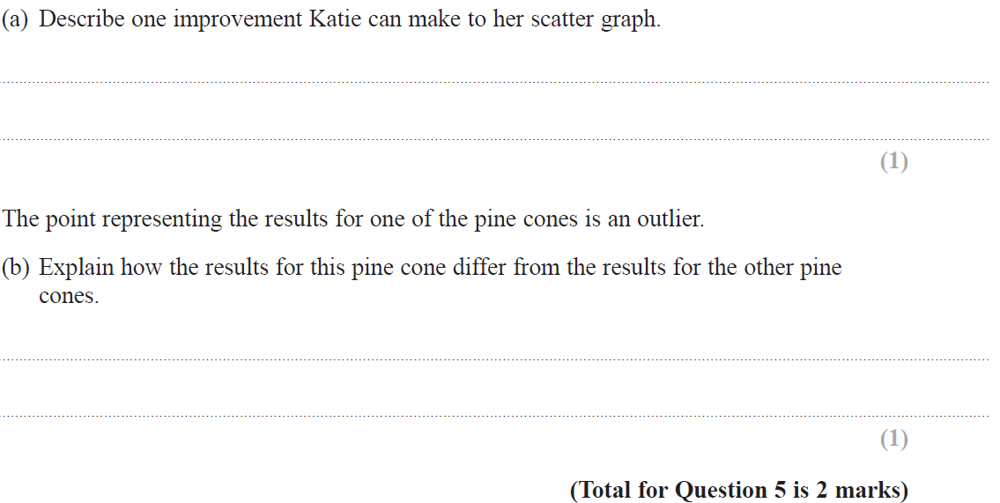 (a) Describe one improvement Katie can make to her scatter graph.
(1)
The point representing the results for one of the pine cones is an outlier.
(b) Explain how the results for this pine cone differ from the results for the other pine
cones.
(1)
(Total for Question 5 is 2 marks)